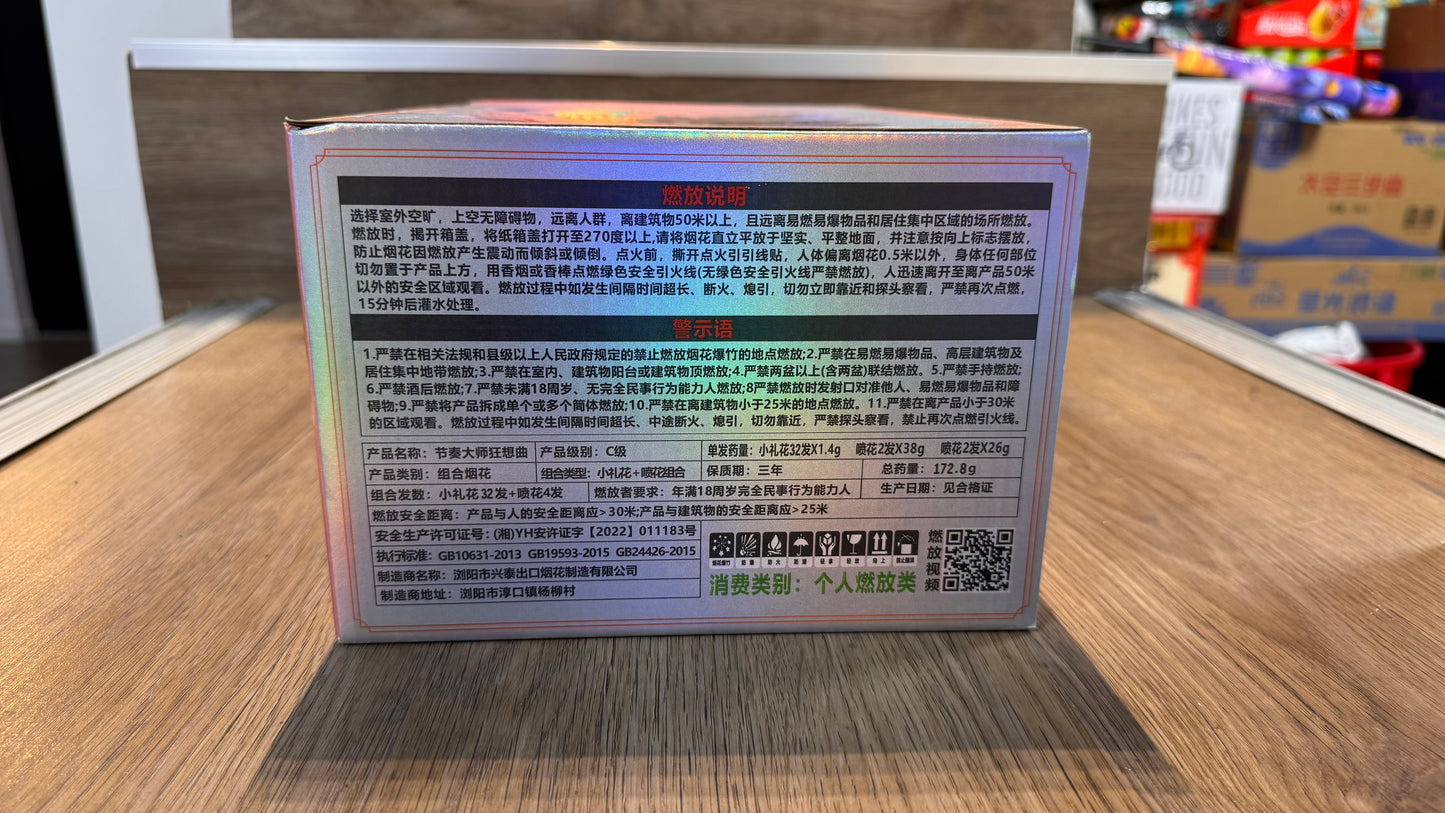 燃放说明
选择室外空旷，上空无障碍物，远离人群，离建筑物50米以上，且远离易燃易爆物品和居住集中区域的场所燃放。
燃放时，揭开箱盖，将纸箱盖打开至270度以上,请将烟花直立平放于坚实、平整地面，并注意按向上标志摆放，
防止烟花因燃放产生震动而倾斜或倾倒。点火前，撕开点火引引线贴，人体偏离烟花0.5米以外，身体任何部位
切勿置于产品上方，用香烟或香棒点燃绿色安全引火线(无绿色安全引火线严禁燃放)，人迅速离开至离产品50米
以外的安全区域观看。燃放过程中如发生间隔时间超长、断火、熄引，切勿立即靠近和探头察看，严禁再次点燃，
15分钟后灌水处理。
警示语
1.严禁在相关法规和县级以上人民政府规定的禁止燃放烟花爆竹的地点燃放;2.严禁在易燃易爆物品、高层建筑物及
居住集中地带燃放;3.严禁在室内、建筑物阳台或建筑物顶燃放;4.严禁两盆以上(含两盆)联结燃放。5.严禁手持燃放;
6.严禁酒后燃放;7.严禁未满18周岁、无完全民事行为能力人燃放;8严禁燃放时发射口对准他人、易燃易爆物品和障
碍物;9.严禁将产品拆成单个或多个筒体燃放;10.严禁在离建筑物小于25米的地点燃放。11.严禁在离产品小于30米
的区域观看。燃放过程中如发生间隔时间超长、中途断火、熄引，切勿靠近，严禁探头察看，禁止再次点燃引火线。
产品名称：节奏大师狂想曲 产品级别：C级 单发药量：小礼花32发X1.4g 喷花2发X38g 喷花2发X26g
产品类别：组合烟花 组合类型：小礼花+喷花组合 保质期：三年 总药量：172.8g
组合发数：小礼花32发+喷花4发 燃放者要求：年满18周岁完全民事行为能力人 生产日期：见合格证
燃放安全距离：产品与人的安全距离应>30米;产品与建筑物的安全距离应>25米
安全生产许可证号：(湘)YH安许证字【2022】011183号
执行标准：GB10631-2013 GB19593-2015 GB24426-2015
制造商名称：浏阳市兴泰出口烟花制造有限公司
制造商地址：浏阳市淳口镇杨柳村
烟花爆竹 防爆 防火 防潮 轻拿 轻放 向上
消费类别：个人燃放类
燃放视频